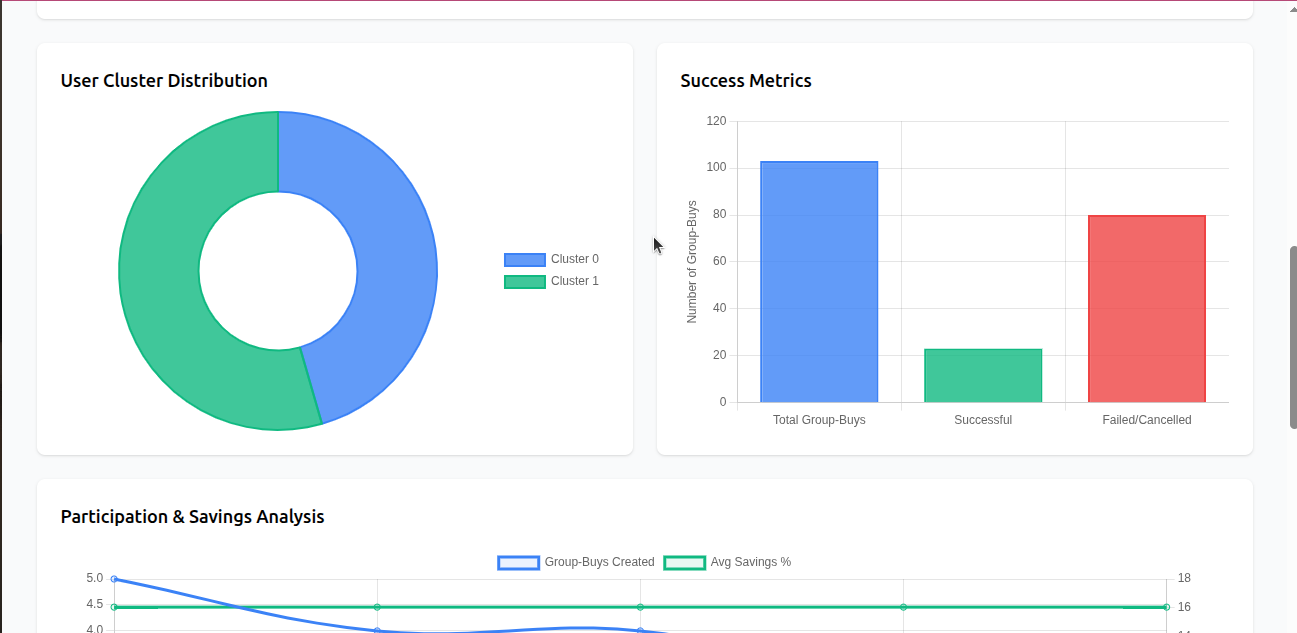 User Cluster Distribution
Cluster 0
Cluster 1
Success Metrics
120
100
80
60
40
20
0
Number of Group-Buys
Total Group-Buys
Successful
Failed/Cancelled
Participation & Savings Analysis
Group-Buys Created
Avg Savings %
5.0
4.5
4.0
18
16